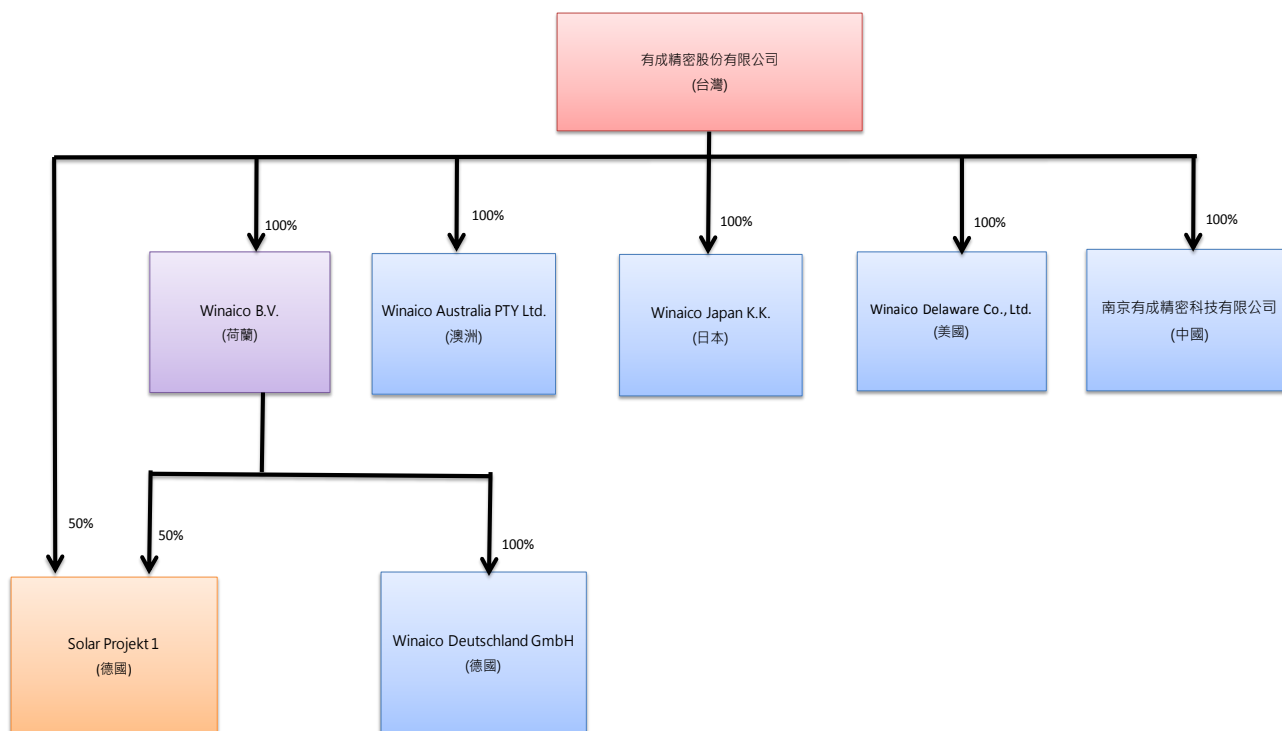 有成精密股份有限公司
(台灣)
100%
100%
100%
100%
100%
Winaico B.V.
(荷蘭)
Winaico Australia PTY Ltd.
(澳洲)
Winaico Japan K.K.
(日本)
Winaico Delaware Co., Ltd.
(美國)
南京有成精密科技有限公司
(中國)
50%
50%
100%
Solar Projekt 1
(德國)
Winaico Deutschland GmbH
(德國)